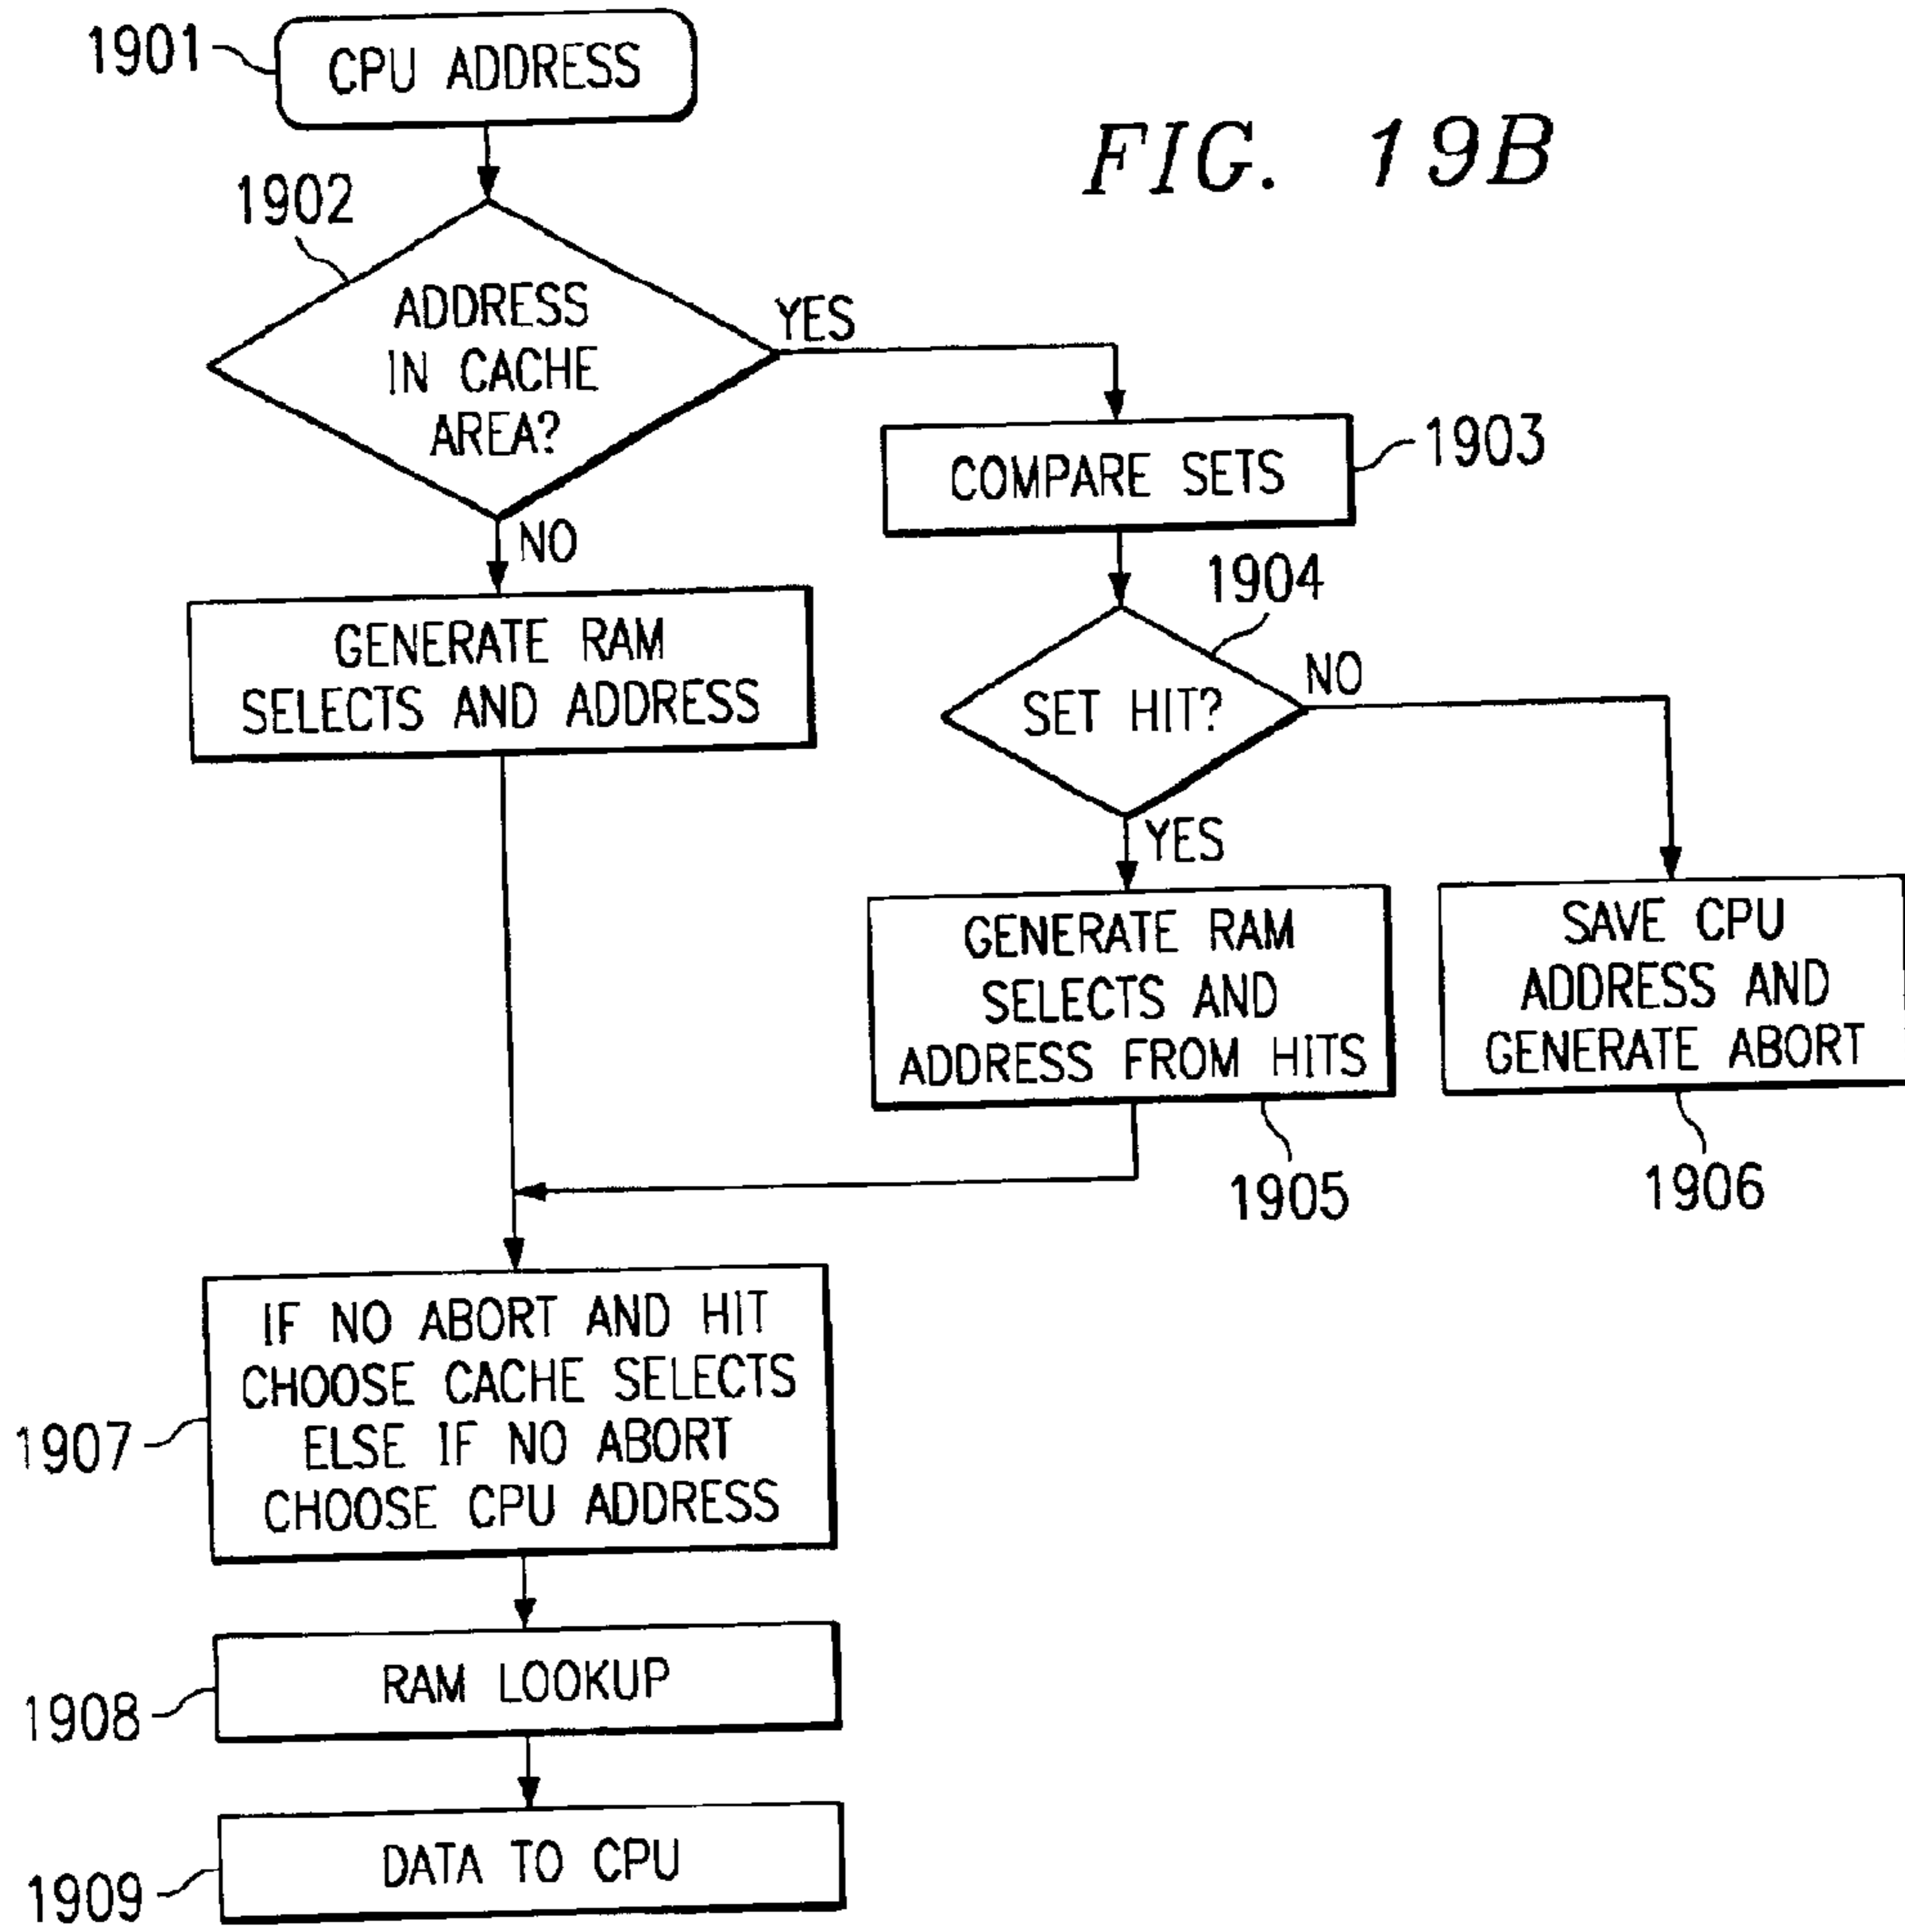 1901
CPU ADDRESS
FIG. 19B
1902
ADDRESS
IN CACHE
AREA?
YES
NO
COMPARE SETS
1903
1904
SET HIT?
NO
YES
GENERATE RAM
SELECTS AND ADDRESS
GENERATE RAM
SELECTS AND
ADDRESS FROM HITS
1905
SAVE CPU
ADDRESS AND
GENERATE ABORT
1906
IF NO ABORT AND HIT
CHOOSE CACHE SELECTS
ELSE IF NO ABORT
CHOOSE CPU ADDRESS
1907
RAM LOOKUP
1908
DATA TO CPU
1909